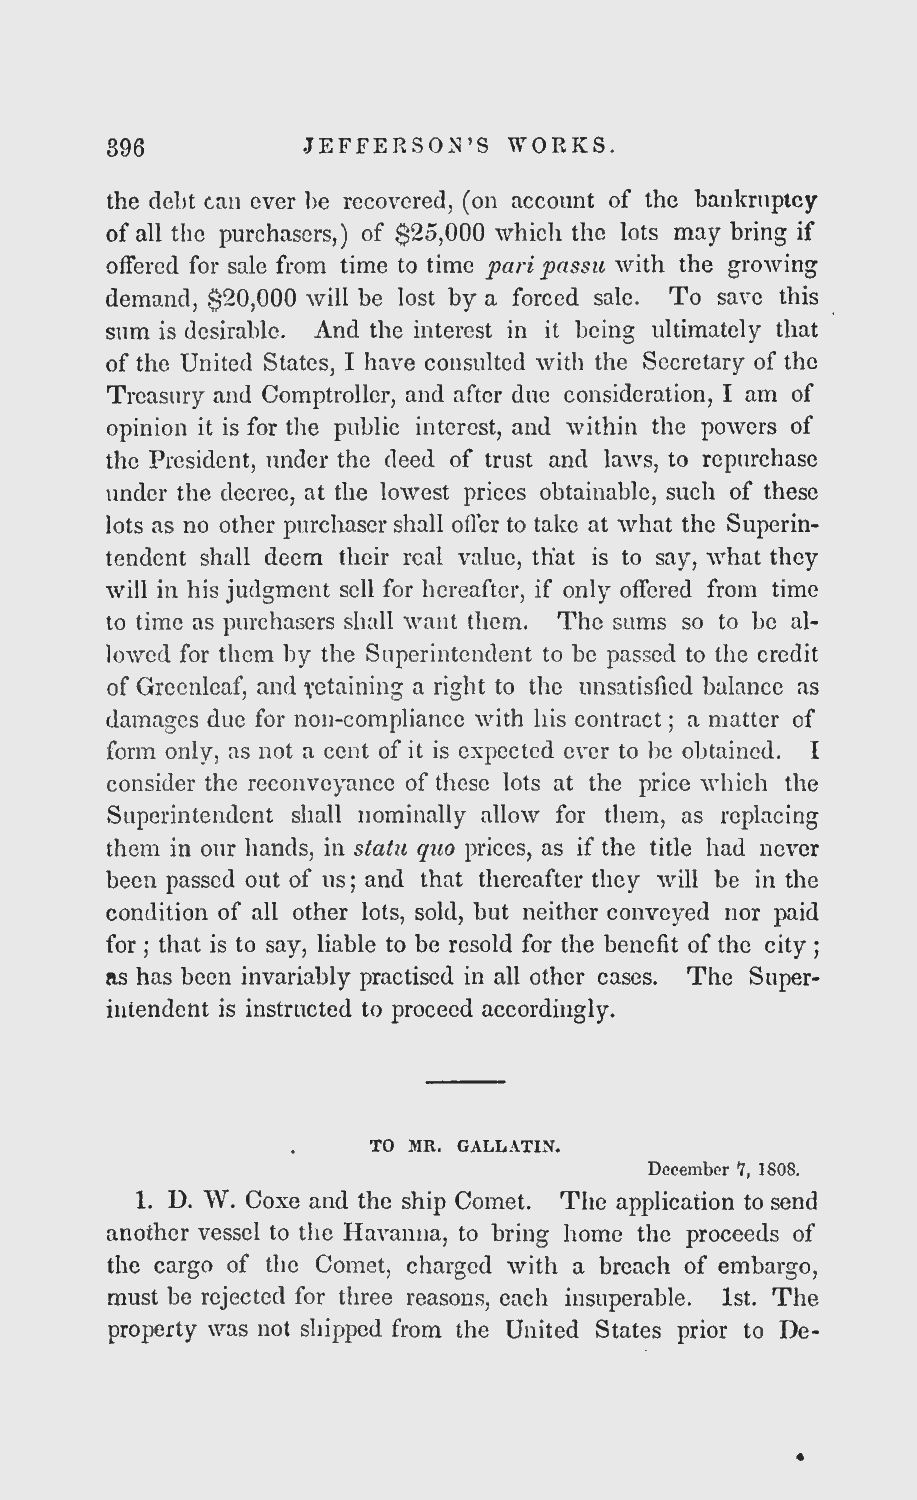 396 JEFFERSON'S WORKS.
the debt can ever be recovered, (on account of the bankruptcy
of all the purchasers,) of $25,000 which the lots may bring if
offered for sale from time to time pari passu with the growing
demand, $20,000 will be lost by a forced sale. To save this
sum is desirable. And the interest in it being ultimately that
of the United States, I have consulted with the Secretary of the
Treasury and Comptroller, and after due consideration, I am of
opinion it is for the public interest, and within the powers of
the President, under the deed of trust and laws, to repurchase
under the decree, at the lowest prices obtainable, such of these
lots as no other purchaser shall offer to take at what the Superin-
tendent shall deem their real value, that is to say, what they
will in his judgment sell for hereafter, if only offered from time
to time as purchasers shall want them. The sums so to be al-
lowed for them by the Superintendent to be passed to the credit
of Greenleaf, and retaining a right to the unsatisfied balance as
damages due for non-compliance with his contract; a matter of
form only, as not a cent of it is expected ever to be obtained. I
consider the reconveyance of these lots at the price which the
Superintendent shall nominally allow for them, as replacing
them in our hands, in statu quo prices, as if the title had never
been passed out of us; and that thereafter they will be in the
condition of all other lots, sold, but neither conveyed nor paid
for; that is to say, liable to be resold for the benefit of the city;
as has been invariably practised in all other cases. The Super-
intendent is instructed to proceed accordingly.
TO MR. GALLATIN.
December 7, 1808.
1. D. W. Coxe and the ship Comet. The application to send
another vessel to the Havanna, to bring home the proceeds of
the cargo of the Comet, charged with a breach of embargo,
must be rejected for three reasons, each insuperable. 1st. The
property was not shipped from the United States prior to De-